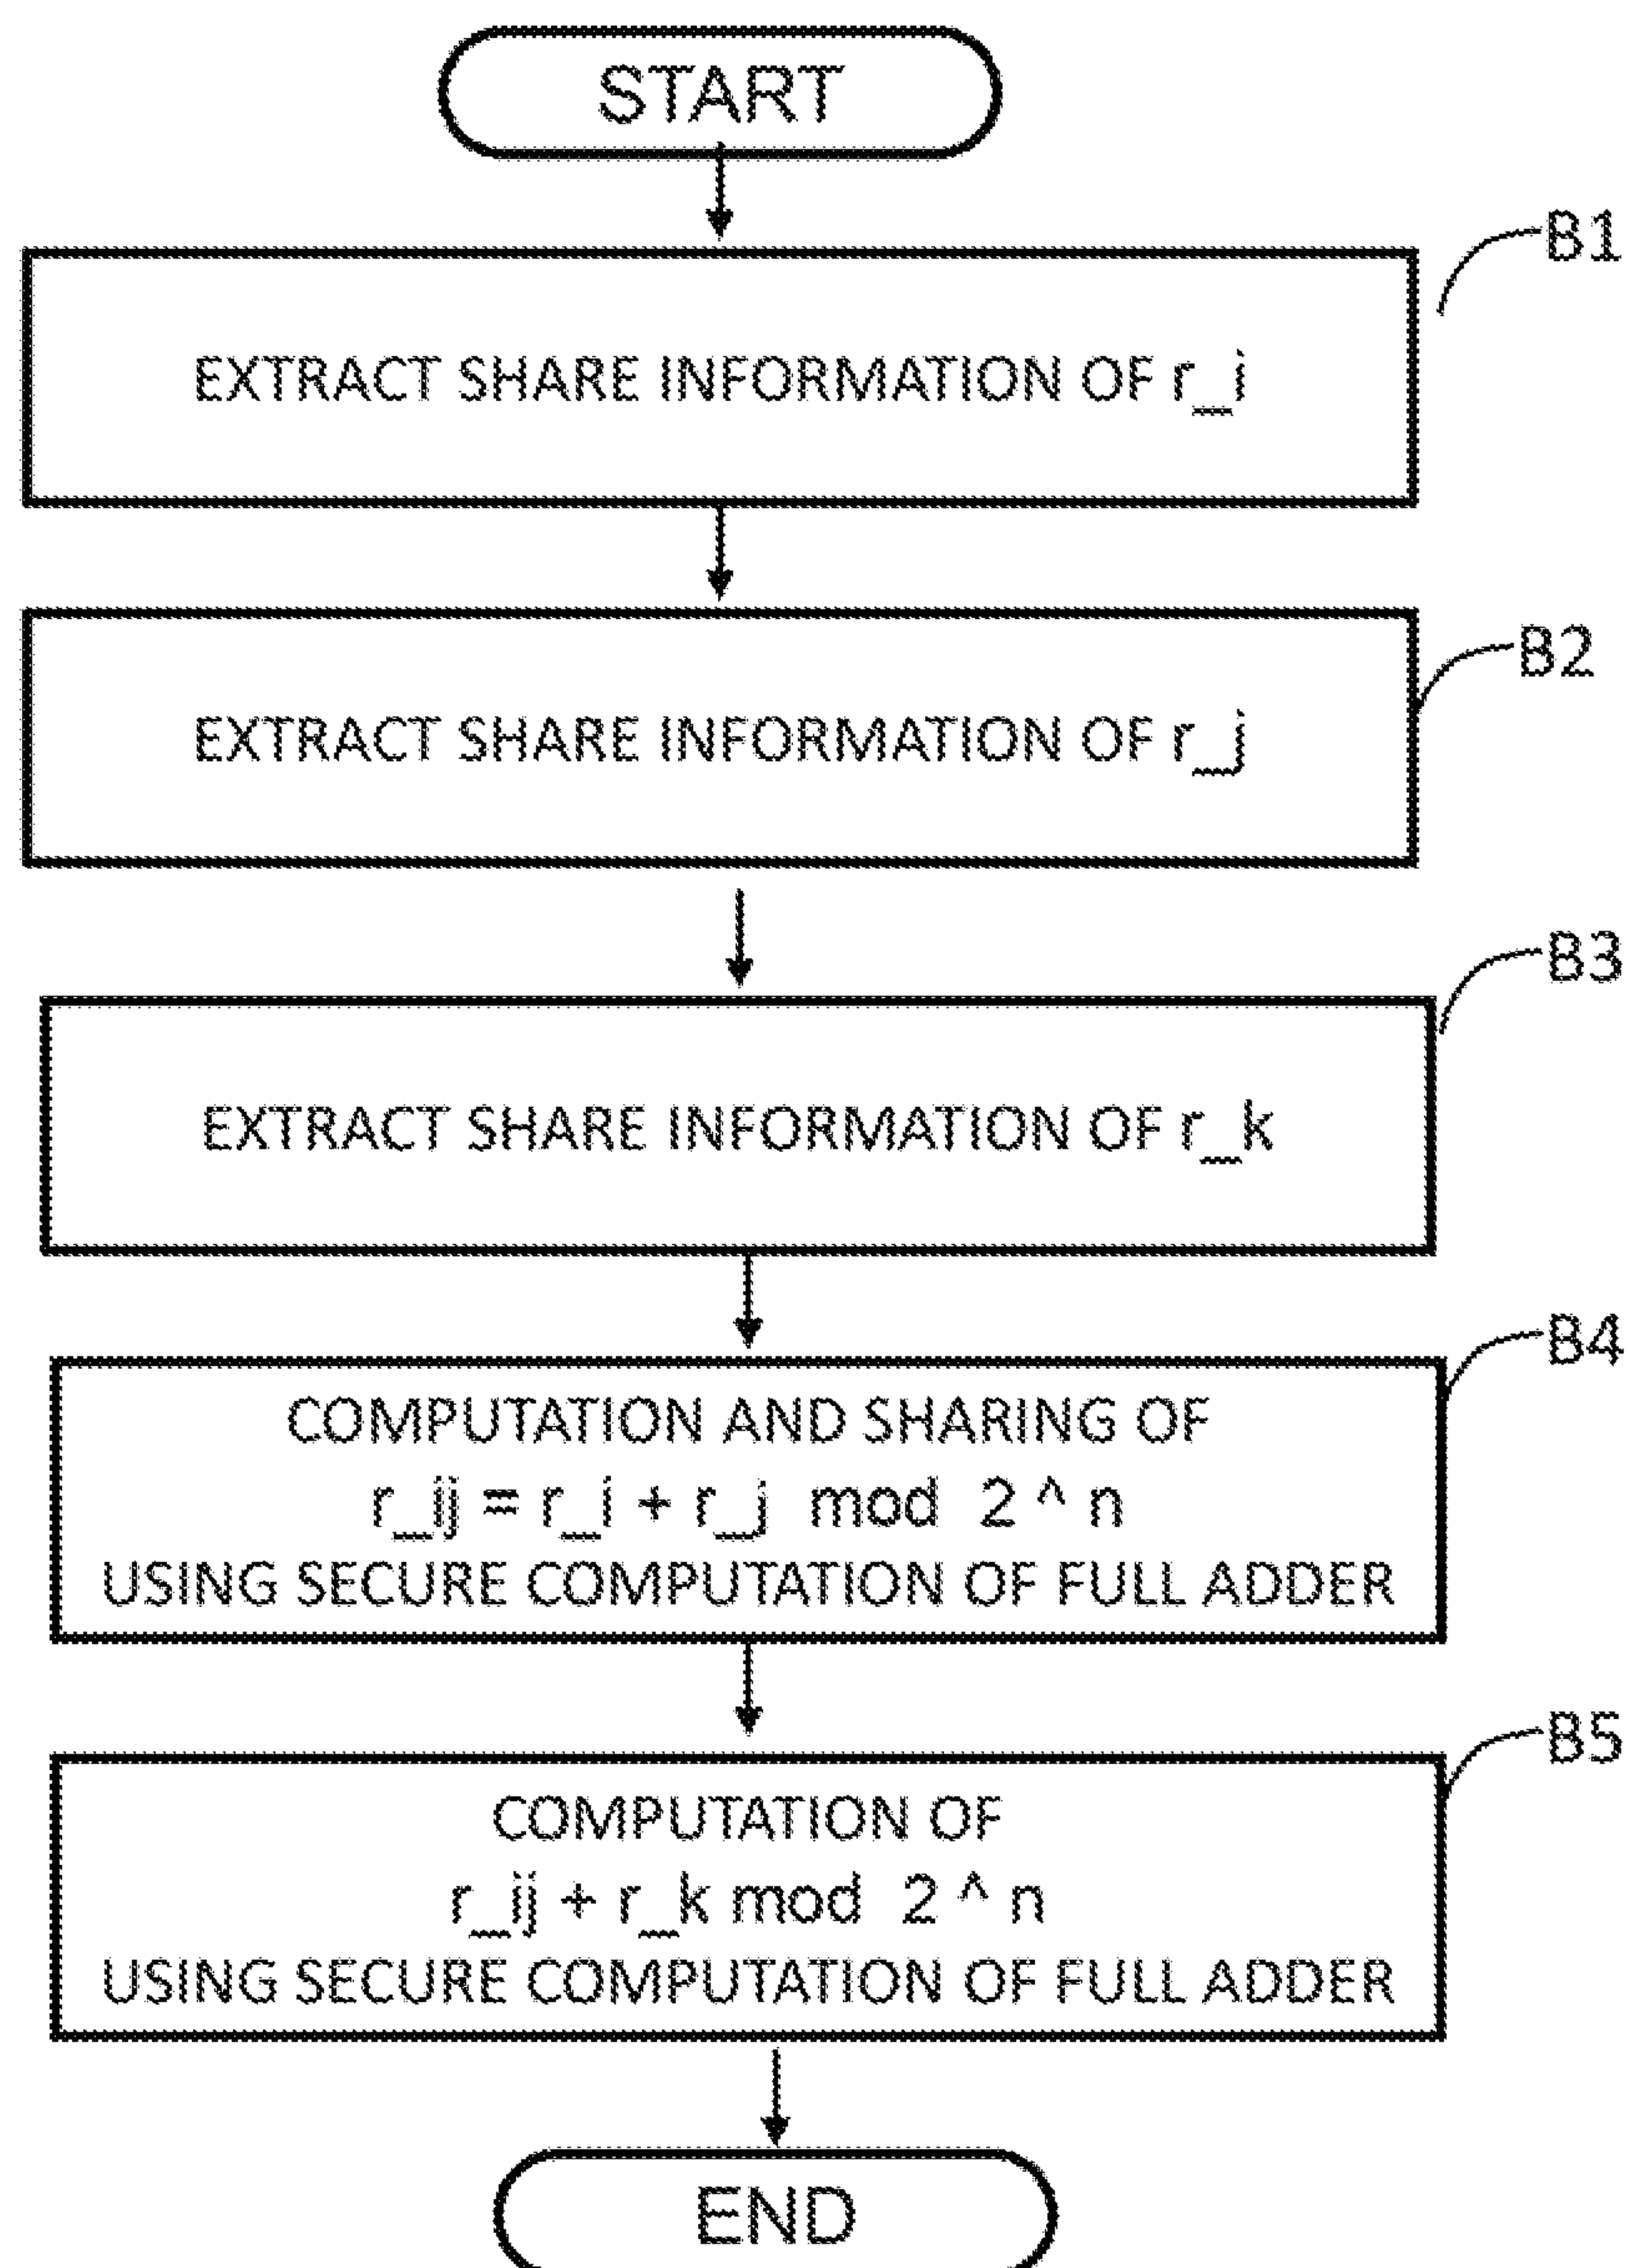 START
B1
EXTRACT SHARE INFORMATION OF r_i
B2
EXTRACT SHARE INFORMATION OF r_j
B3
EXTRACT SHARE INFORMATION OF r_k
B4
COMPUTATION AND SHARING OF
r_ij = r_i + r_j mod 2 ^ n
USING SECURE COMPUTATION OF FULL ADDER
B5
COMPUTATION OF
r_ij + r_k mod 2 ^ n
USING SECURE COMPUTATION OF FULL ADDER
END